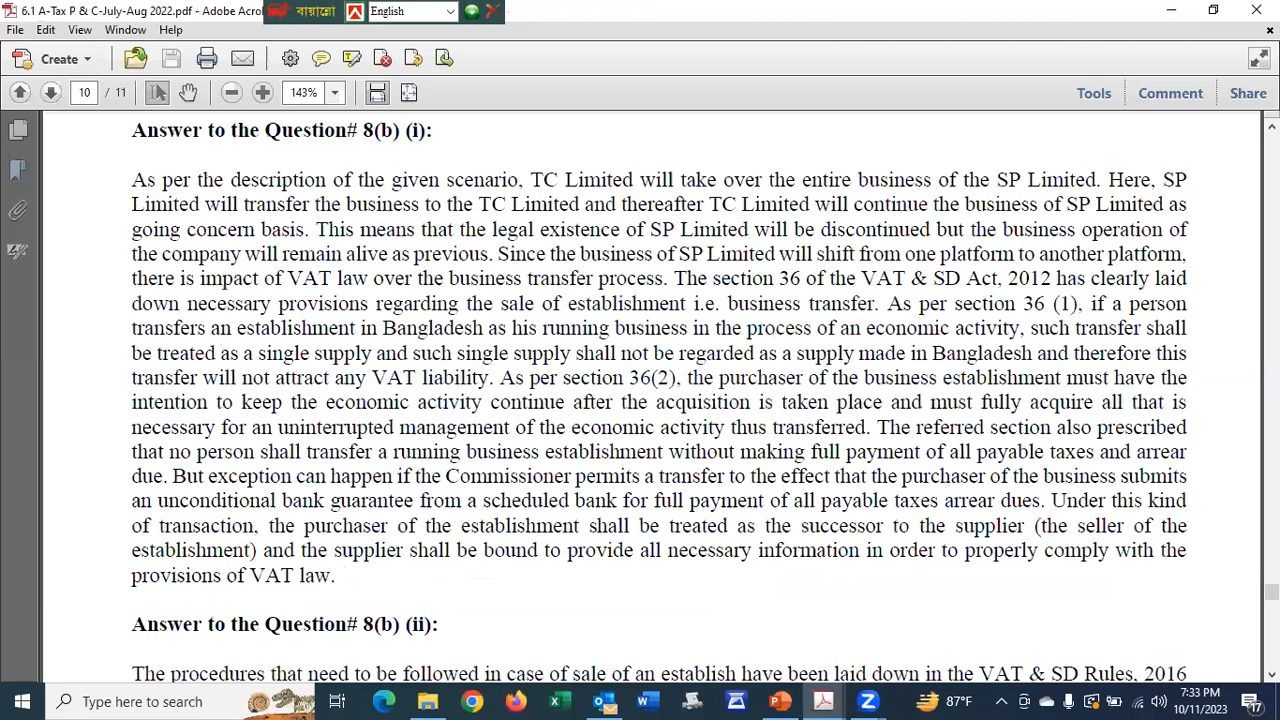 6.1 A-Tax P & C-July-Aug 2022.pdf - Adobe Acro
বায়ান্নো
English
File Edit View Window Help
Create
10 / 11 143% Tools Comment Share
Answer to the Question# 8(b) (i):
As per the description of the given scenario, TC Limited will take over the entire business of the SP Limited. Here, SP
Limited will transfer the business to the TC Limited and thereafter TC Limited will continue the business of SP Limited as
going concern basis. This means that the legal existence of SP Limited will be discontinued but the business operation of
the company will remain alive as previous. Since the business of SP Limited will shift from one platform to another platform,
there is impact of VAT law over the business transfer process. The section 36 of the VAT & SD Act, 2012 has clearly laid
down necessary provisions regarding the sale of establishment i.e. business transfer. As per section 36 (1), if a person
transfers an establishment in Bangladesh as his running business in the process of an economic activity, such transfer shall
be treated as a single supply and such single supply shall not be regarded as a supply made in Bangladesh and therefore this
transfer will not attract any VAT liability. As per section 36(2), the purchaser of the business establishment must have the
intention to keep the economic activity continue after the acquisition is taken place and must fully acquire all that is
necessary for an uninterrupted management of the economic activity thus transferred. The referred section also prescribed
that no person shall transfer a running business establishment without making full payment of all payable taxes and arrear
due. But exception can happen if the Commissioner permits a transfer to the effect that the purchaser of the business submits
an unconditional bank guarantee from a scheduled bank for full payment of all payable taxes arrear dues. Under this kind
of transaction, the purchaser of the establishment shall be treated as the successor to the supplier (the seller of the
establishment) and the supplier shall be bound to provide all necessary information in order to properly comply with the
provisions of VAT law.
Answer to the Question# 8(b) (ii):
The procedures that need to be followed in case of sale of an establish have been laid down in the VAT & SD Rules, 2016
Type here to search
87°F
7:33 PM
10/11/2023
17